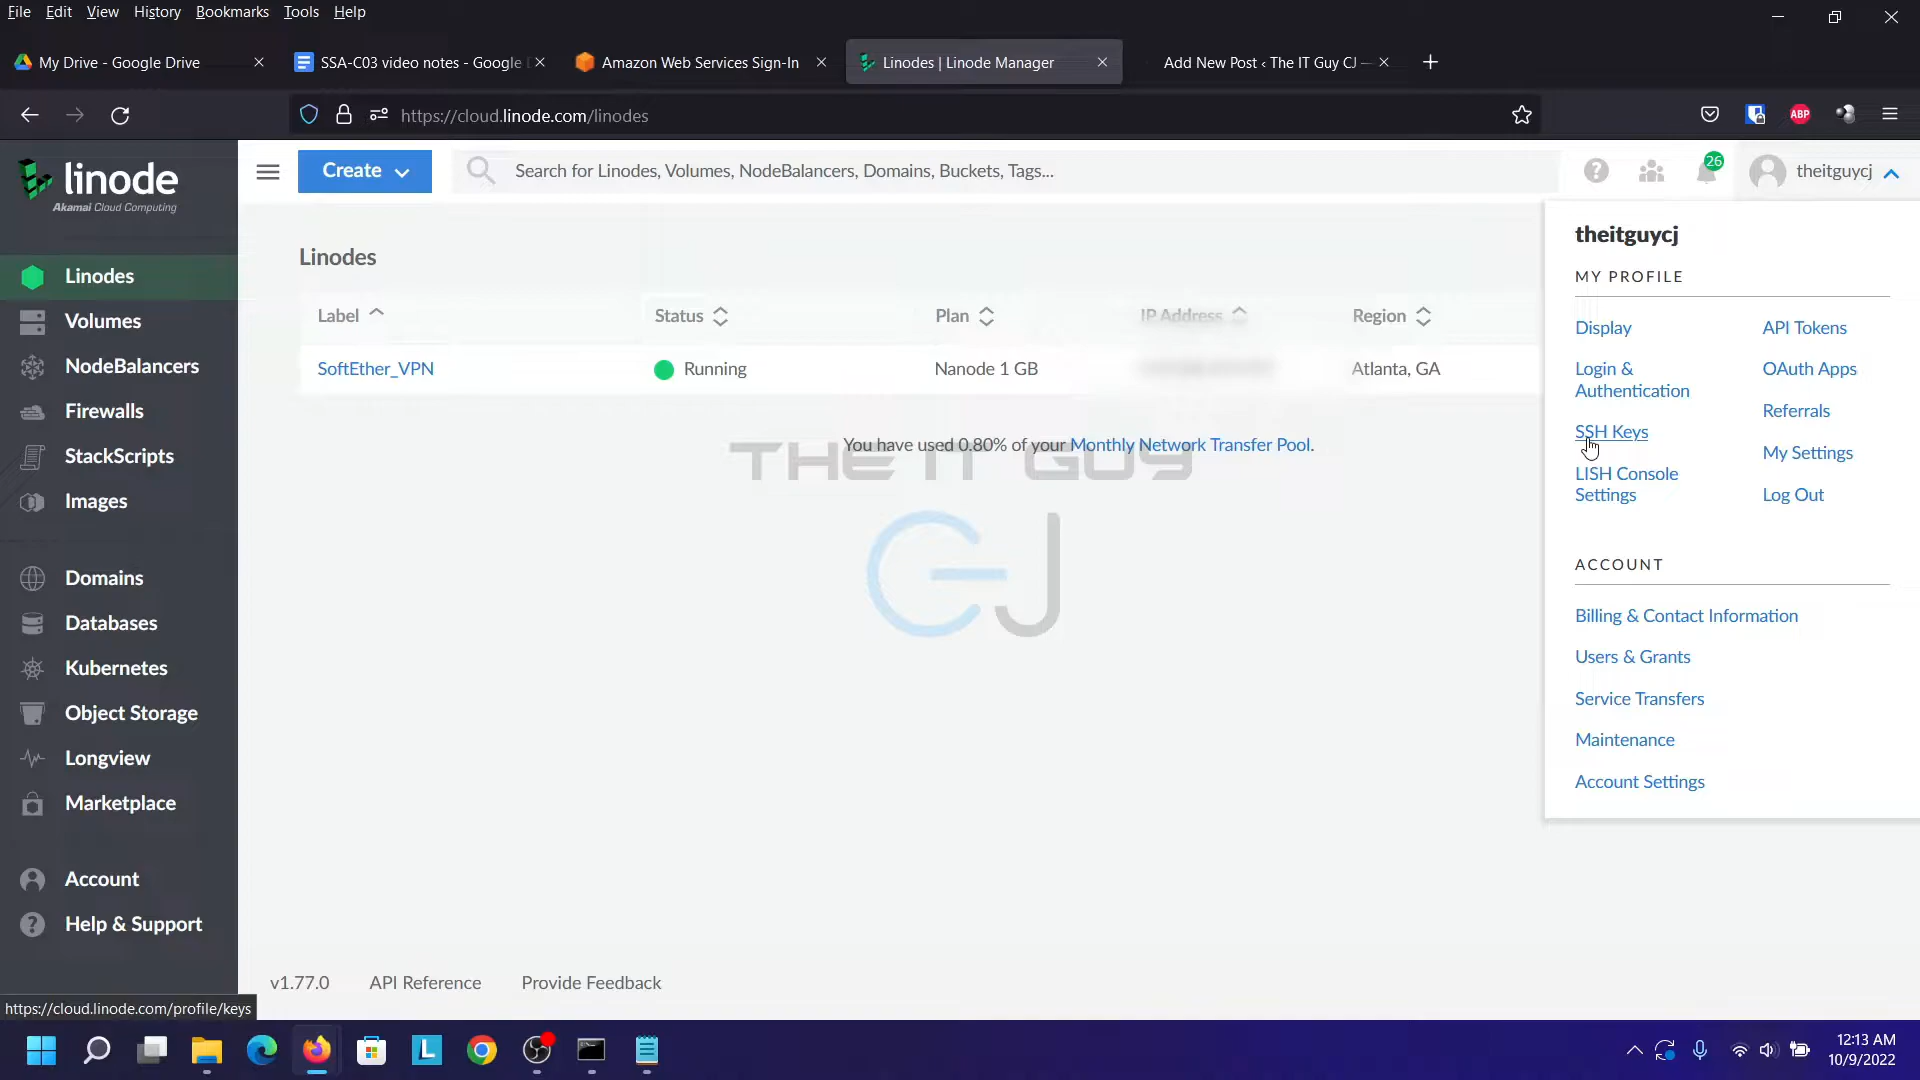 File Edit View History Bookmarks Tools Help
My Drive - Google Drive
SSA-C03 video notes - Google
Amazon Web Services Sign-In
Linodes | Linode Manager
Add New Post ‹ The IT Guy CJ —
https://cloud.linode.com/linodes
ABP
linode
Akamai Cloud Computing
Create
Search for Linodes, Volumes, NodeBalancers, Domains, Buckets, Tags...
26
theitguycj
Linodes
Volumes
NodeBalancers
Firewalls
StackScripts
Images
Domains
Databases
Kubernetes
Object Storage
Longview
Marketplace
Account
Help & Support
Linodes
Label Status Plan IP Address Region
SoftEther_VPN Running Nanode 1 GB Atlanta, GA
You have used 0.80% of your Monthly Network Transfer Pool.
THE IT GUY
CJ
theitguycj
MY PROFILE
Display
Login &
Authentication
SSH Keys
LISH Console
Settings
API Tokens
OAuth Apps
Referrals
My Settings
Log Out
ACCOUNT
Billing & Contact Information
Users & Grants
Service Transfers
Maintenance
Account Settings
v1.77.0 API Reference Provide Feedback
https://cloud.linode.com/profile/keys
L
12:13 AM
10/9/2022